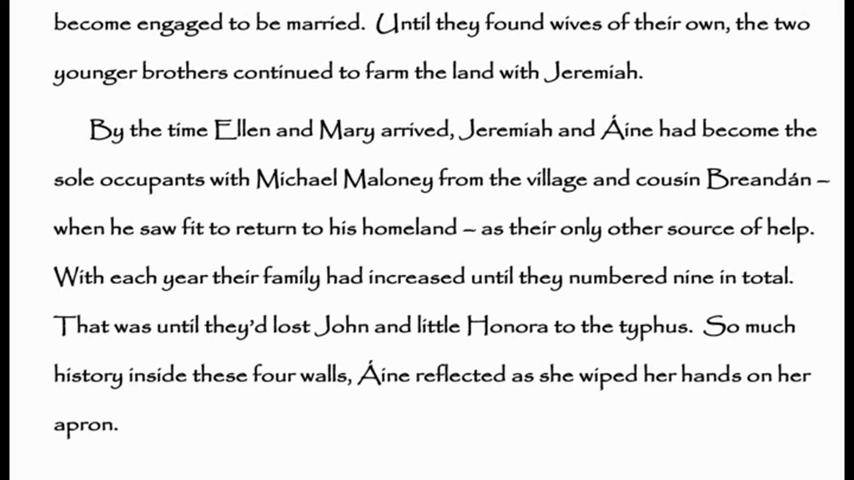 become engaged to be married.  Until they found wives of their own, the two
younger brothers continued to farm the land with Jeremiah.
By the time Ellen and Mary arrived, Jeremiah and Áine had become the
sole occupants with Michael Maloney from the village and cousin Breandán –
when he saw fit to return to his homeland – as their only other source of help.
With each year their family had increased until they numbered nine in total.
That was until they’d lost John and little Honora to the typhus.  So much
history inside these four walls, Áine reflected as she wiped her hands on her
apron.